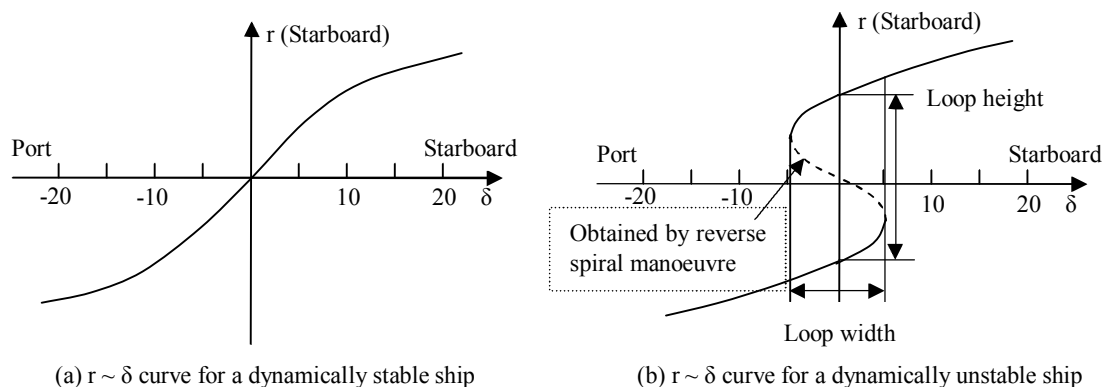 r (Starboard)
Port
Starboard
-20
-10
10
20
δ
(a) r ~ δ curve for a dynamically stable ship
r (Starboard)
Loop height
Port
Starboard
-20
-10
10
20
δ
Obtained by reverse
spiral manoeuvre
Loop width
(b) r ~ δ curve for a dynamically unstable ship